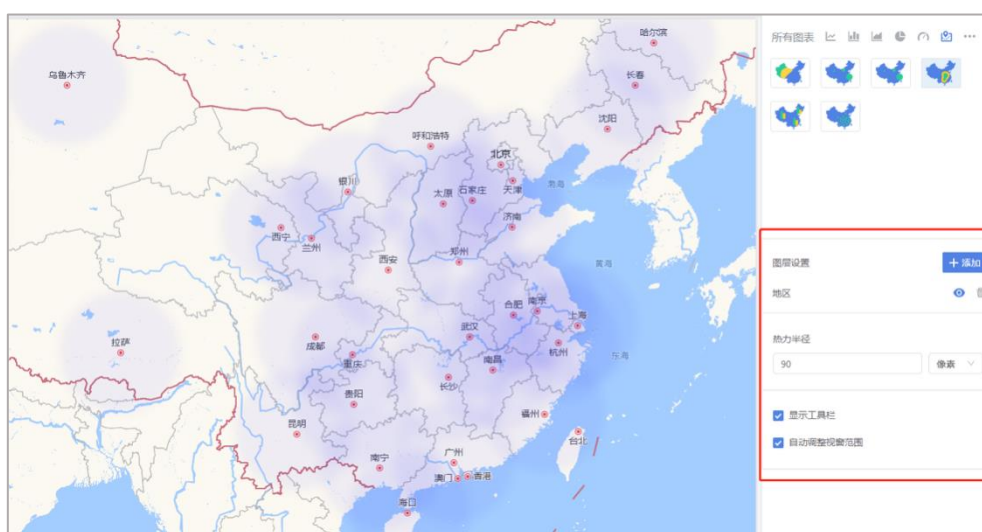 所有图表
哈尔滨
乌鲁木齐
长春
沈阳
呼和浩特
北京
银川
天津
渤海
太原
石家庄
济南
西宁
兰州
郑州
西安
黄海
图层设置
+ 添加
地区
合肥
南京
上海
武汉
热力半径
拉萨
成都
杭州
东海
重庆
南昌
90
像素
贵阳
长沙
福州
显示工具栏
昆明
台北
自动调整视窗范围
广州
南宁
澳门
香港
海口